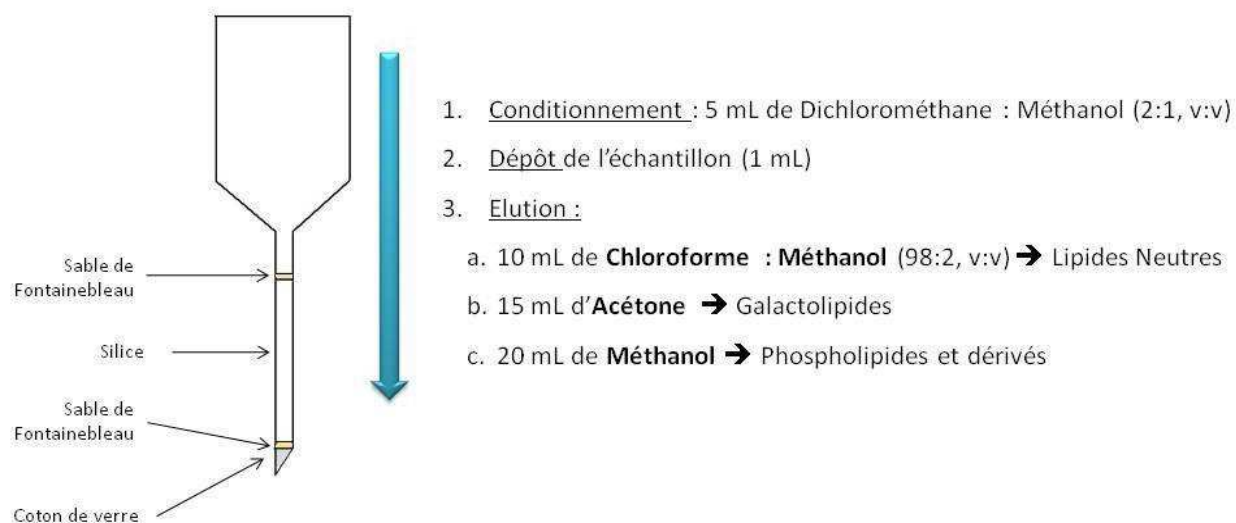 1. Conditionnement : 5 mL de Dichlorométhane : Méthanol (2:1, v:v)
2. Dépôt de l’échantillon (1 mL)
3. Elution :
a. 10 mL de Chloroforme : Méthanol (98:2, v:v) ➔ Lipides Neutres
b. 15 mL d’Acétone ➔ Galactolipides
c. 20 mL de Méthanol ➔ Phospholipides et dérivés
Sable de
Fontainebleau
Silice
Sable de
Fontainebleau
Coton de verre